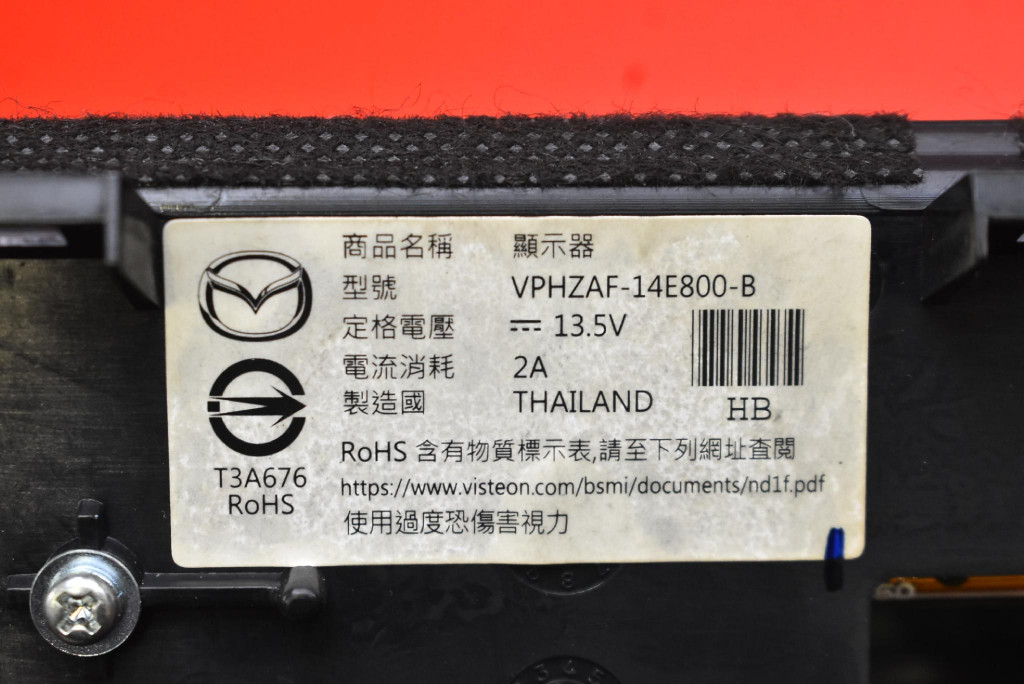 商品名稱 顯示器
型號 VPHZAF-14E800-B
定格電壓 ⎓ 13.5V
電流消耗 2A
製造國 THAILAND
HB
T3A676
RoHS
RoHS 含有物質標示表,請至下列網址查閱
https://www.visteon.com/bsmi/documents/nd1f.pdf
使用過度恐傷害視力